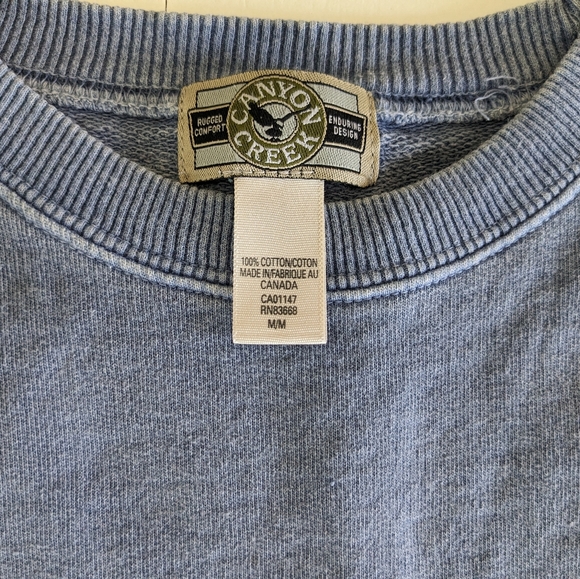 CANYON
CREEK
RUGGED
COMFORT
ENDURING
DESIGN
100% COTTON/COTON
MADE IN/FABRIQUE AU
CANADA
CA01147
RN83668
M/M